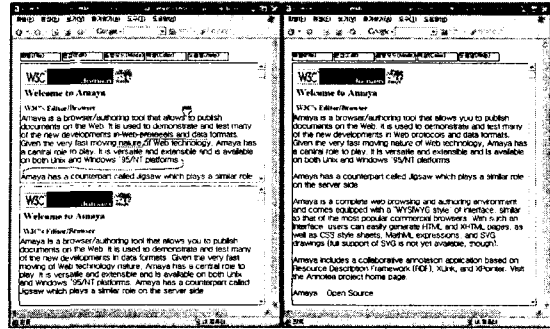 W3C
Welcome to Amaya
W3C's Editor/Browser
Amaya is a browser/authoring tool that allows you to publish
documents on the Web. It is used to demonstrate and test many
of the new developments in Web protocols and data formats.
Given the very fast moving nature of Web technology, Amaya has
a central role to play. It is versatile and extensible and is available
on both Unix and Windows '95/NT platforms
Amaya has a counterpart called Jigsaw which plays a similar role
W3C
Welcome to Amaya
W3C's Editor/Browser
Amaya is a browser/authoring tool that allows you to publish
documents on the Web. It is used to demonstrate and test many
of the new developments in data formats. Given the very fast
moving of Web technology, Amaya has a central role to
play. It is versatile and extensible and is available on both Unix
and Windows '95/NT platforms. Amaya has a counterpart called
Jigsaw which plays a similar role on the server side
W3C
Welcome to Amaya
W3C's Editor/Browser
Amaya is a browser/authoring tool that allows you to publish
documents on the Web. It is used to demonstrate and test many
of the new developments in Web protocols and data formats.
Given the very fast moving nature of Web technology, Amaya has
a central role to play. It is versatile and extensible and is available
on both Unix and Windows '95/NT platforms
Amaya has a counterpart called Jigsaw which plays a similar role
on the server side
Amaya is a complete web browsing and authoring environment
and comes equipped with a "WYSIWYG style" of interface, similar
to that of the most popular commercial browsers. With such an
interface, users can easily generate HTML and XHTML pages, as
well as CSS style sheets, MathML expressions, and SVG
drawings (full support of SVG is not yet available, though).
Amaya includes a collaborative annotation application based on
Resource Description Framework (RDF), XLink, and XPointer. Visit
the Annotea project home page.
Amaya Open Source